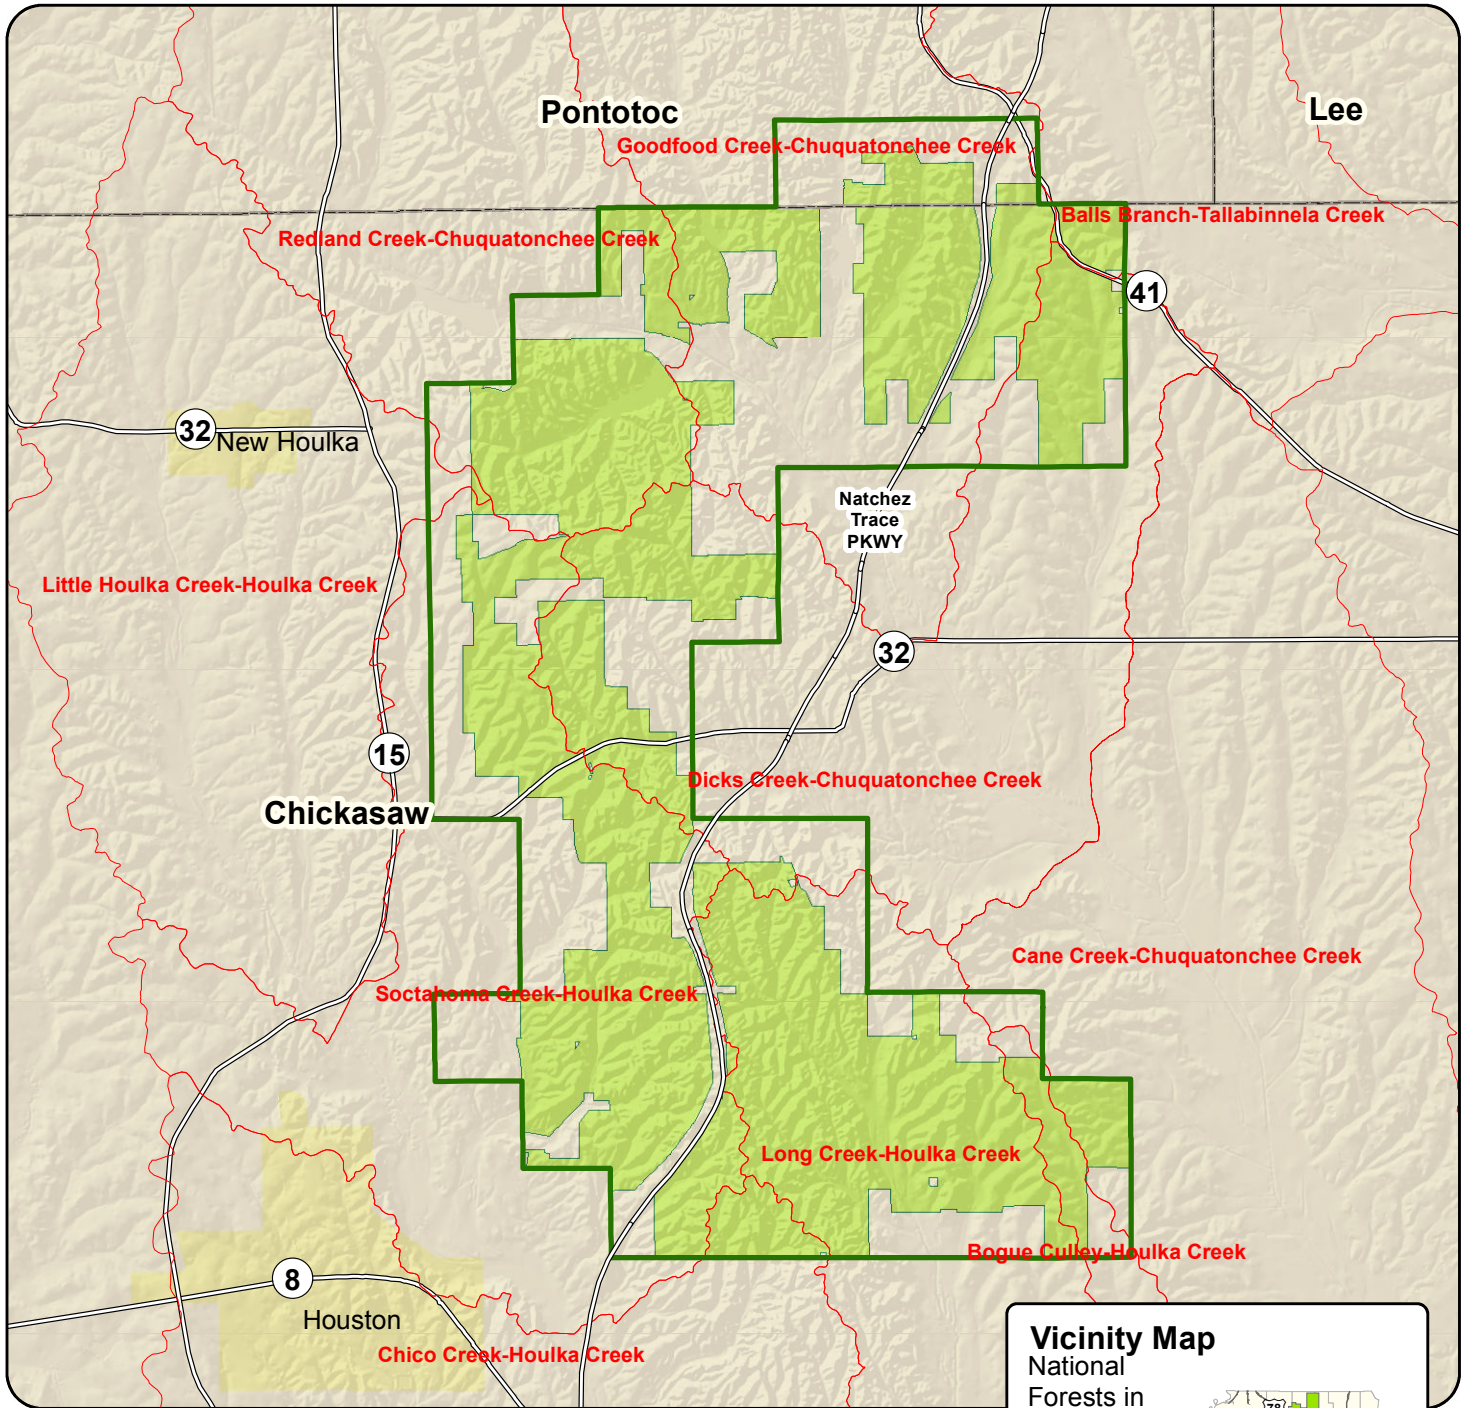 Pontotoc
Lee
Goodfood Creek-Chuquatonchee Creek
Balls Branch-Tallabinnela Creek
Redland Creek-Chuquatonchee Creek
41
32
New Houlka
Natchez
Trace
PKWY
Little Houlka Creek-Houlka Creek
32
15
Dicks Creek-Chuquatonchee Creek
Chickasaw
Cane Creek-Chuquatonchee Creek
Soctahoma Creek-Houlka Creek
Long Creek-Houlka Creek
Bogue Culley-Houlka Creek
8
Houston
Chico Creek-Houlka Creek
Vicinity Map
National
Forests in
78